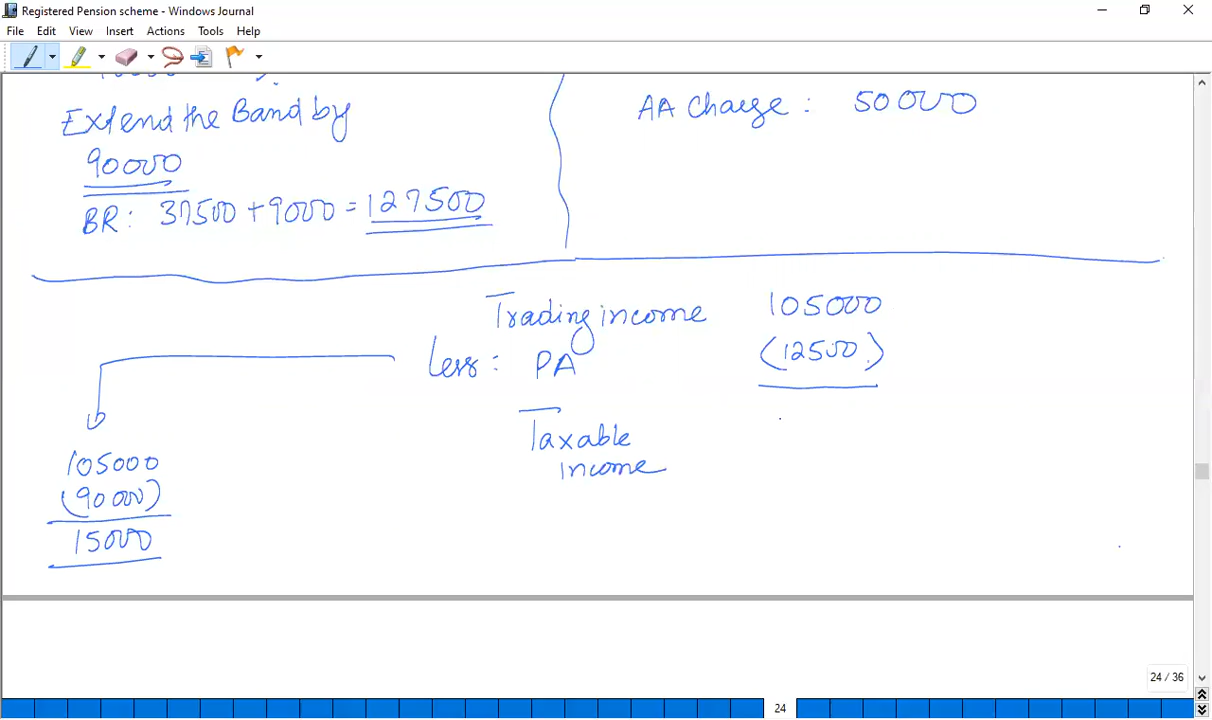 Registered Pension scheme - Windows Journal
File Edit View Insert Actions Tools Help
Extend the Band by
90000
BR: 37500 + 9000 = 127500
AA Charge : 50000
Trading income 105000
Less: PA (12500)
Taxable
income
105000
(90000)
15000
24 / 36
24